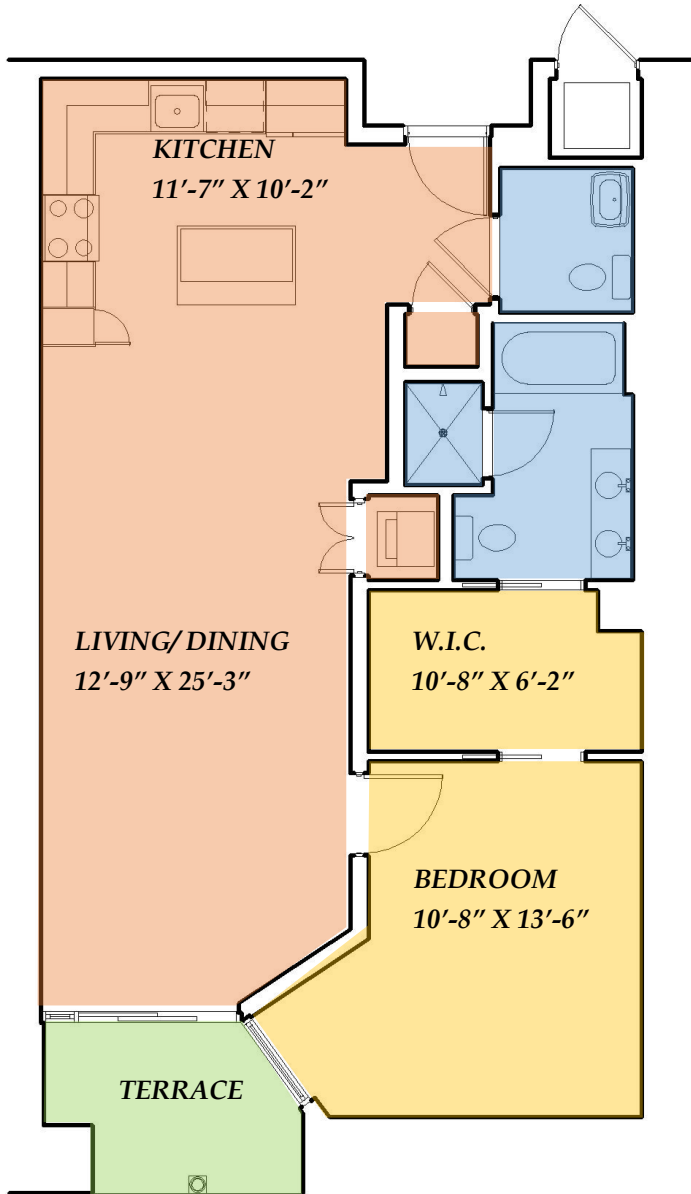 KITCHEN
11′-7″ X 10′-2″
LIVING/ DINING
12′-9″ X 25′-3″
W.I.C.
10′-8″ X 6′-2″
BEDROOM
10′-8″ X 13′-6″
TERRACE